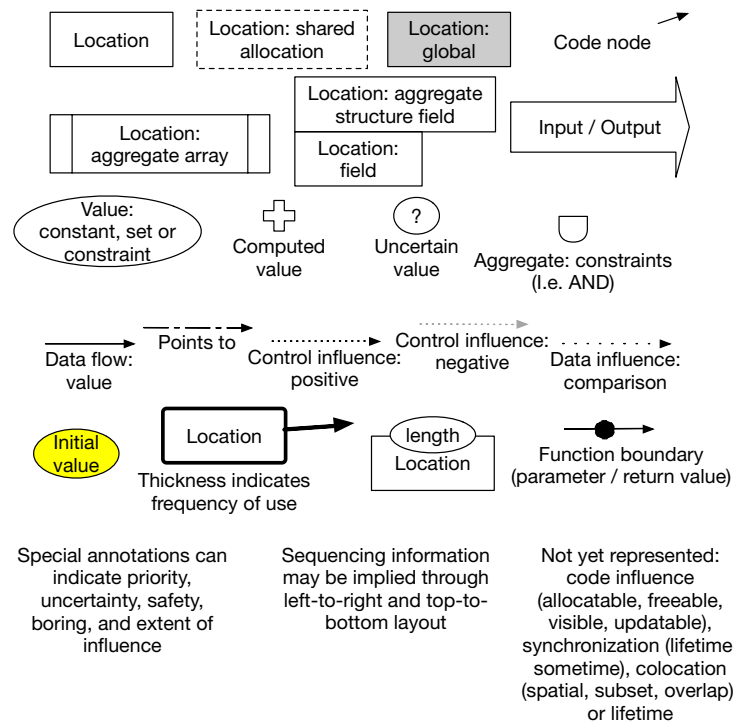 Location
Location: shared
allocation
Location:
global
Code node
Location:
aggregate array
Location: aggregate
structure field
Location:
field
Input / Output
Value:
constant, set or
constraint
Computed
value
?
Uncertain
value
Aggregate: constraints
(I.e. AND)
Data flow:
value
Points to
Control influence:
positive
Control influence:
negative
Data influence:
comparison
Initial
value
Location
Thickness indicates
frequency of use
length
Location
Function boundary
(parameter / return value)
Special annotations can
indicate priority,
uncertainty, safety,
boring, and extent of
influence
Sequencing information
may be implied through
left-to-right and top-to-
bottom layout
Not yet represented:
code influence
(allocatable, freeable,
visible, updatable),
synchronization (lifetime
sometime), colocation
(spatial, subset, overlap)
or lifetime